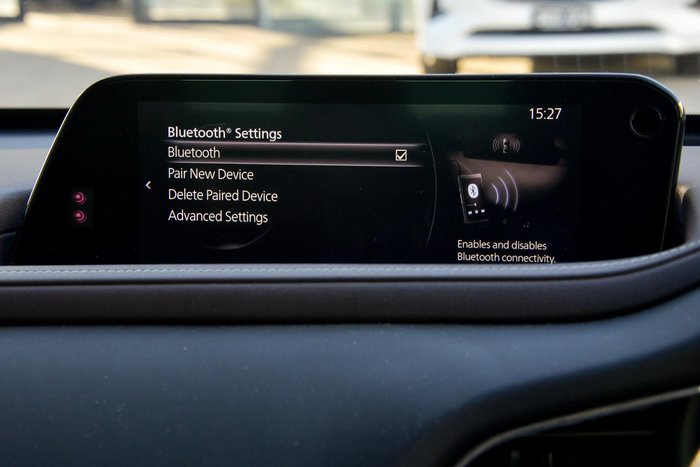 15:27
Bluetooth® Settings
Bluetooth
Pair New Device
Delete Paired Device
Advanced Settings
Enables and disables
Bluetooth connectivity.